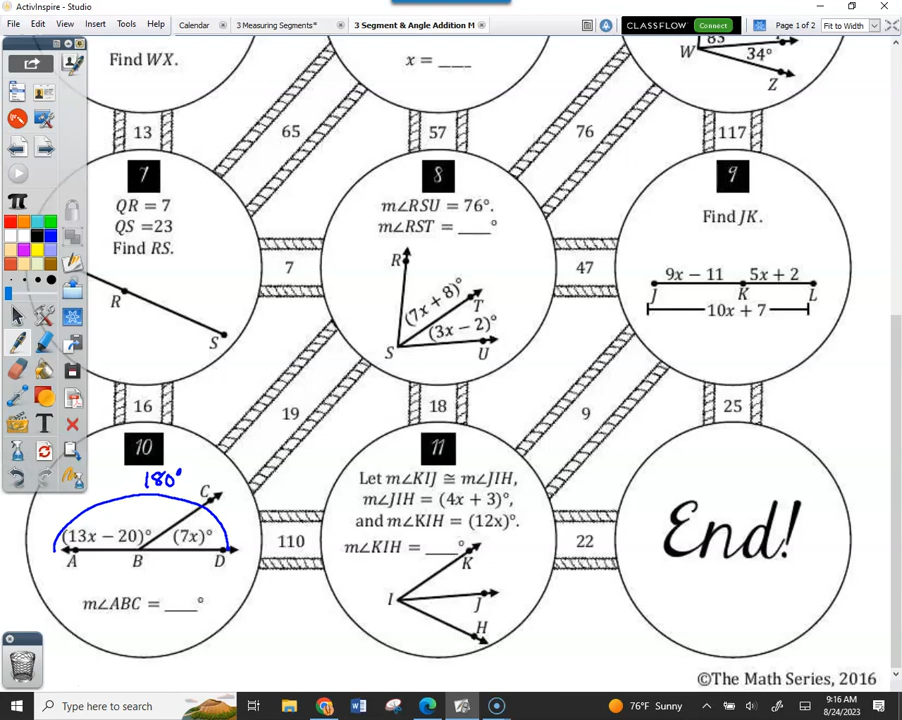 ActivInspire - Studio
File Edit View Insert Tools Help
Calendar 3 Measuring Segments* 3 Segment & Angle Addition M
CLASSFLOW Connect
Page 1 of 2 Fit to Width
Find WX.
x = ___
W 34° Z
13 65 57 76 117
7
QR = 7
QS =23
Find RS.
R
S
8
m∠RSU = 76°.
m∠RST = ____°
R
(7x + 8)°
T
(3x − 2)°
S U
9
Find JK.
9x − 11 5x + 2
J K L
10x + 7
7 47
16 19 18 9 25
10
180°
C
(13x − 20)° (7x)°
A B D
m∠ABC = ____°
11
Let m∠KIJ ≅ m∠JIH,
m∠JIH = (4x + 3)°,
and m∠KIH = (12x)°.
m∠KIH = ____°
K
I
J
H
110 22
End!
©The Math Series, 2016
Type here to search
76°F Sunny
9:16 AM
8/24/2023